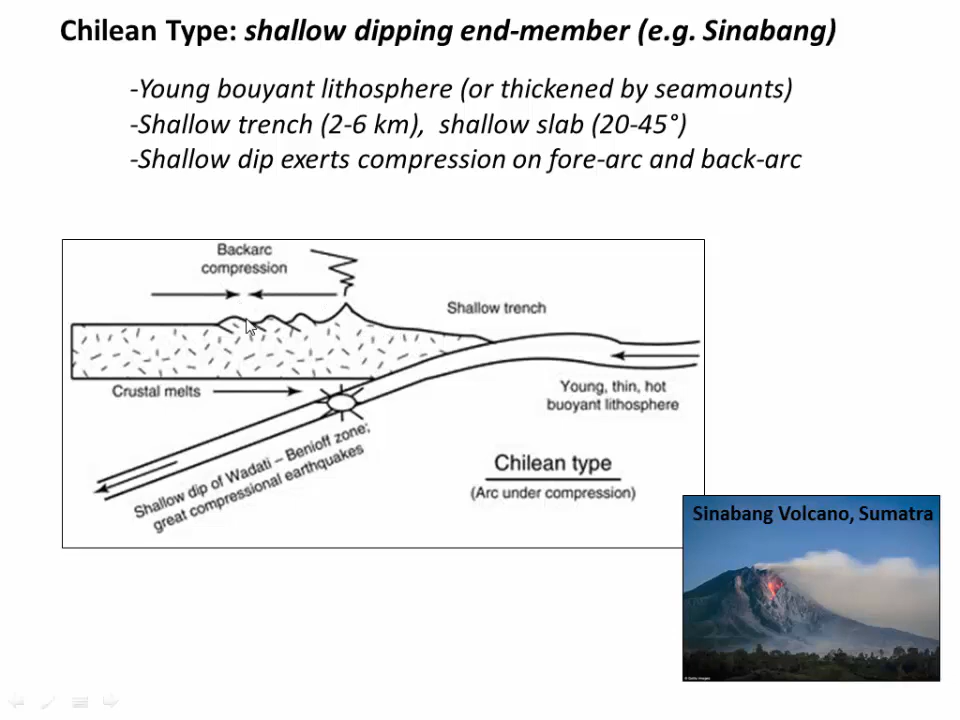 Chilean Type: shallow dipping end-member (e.g. Sinabang)
-Young bouyant lithosphere (or thickened by seamounts)
-Shallow trench (2-6 km),  shallow slab (20-45°)
-Shallow dip exerts compression on fore-arc and back-arc
Backarc
compression
Shallow trench
Crustal melts
Young, thin, hot
buoyant lithosphere
Shallow dip of Wadati – Benioff zone;
great compressional earthquakes
Chilean type
(Arc under compression)
Sinabang Volcano, Sumatra